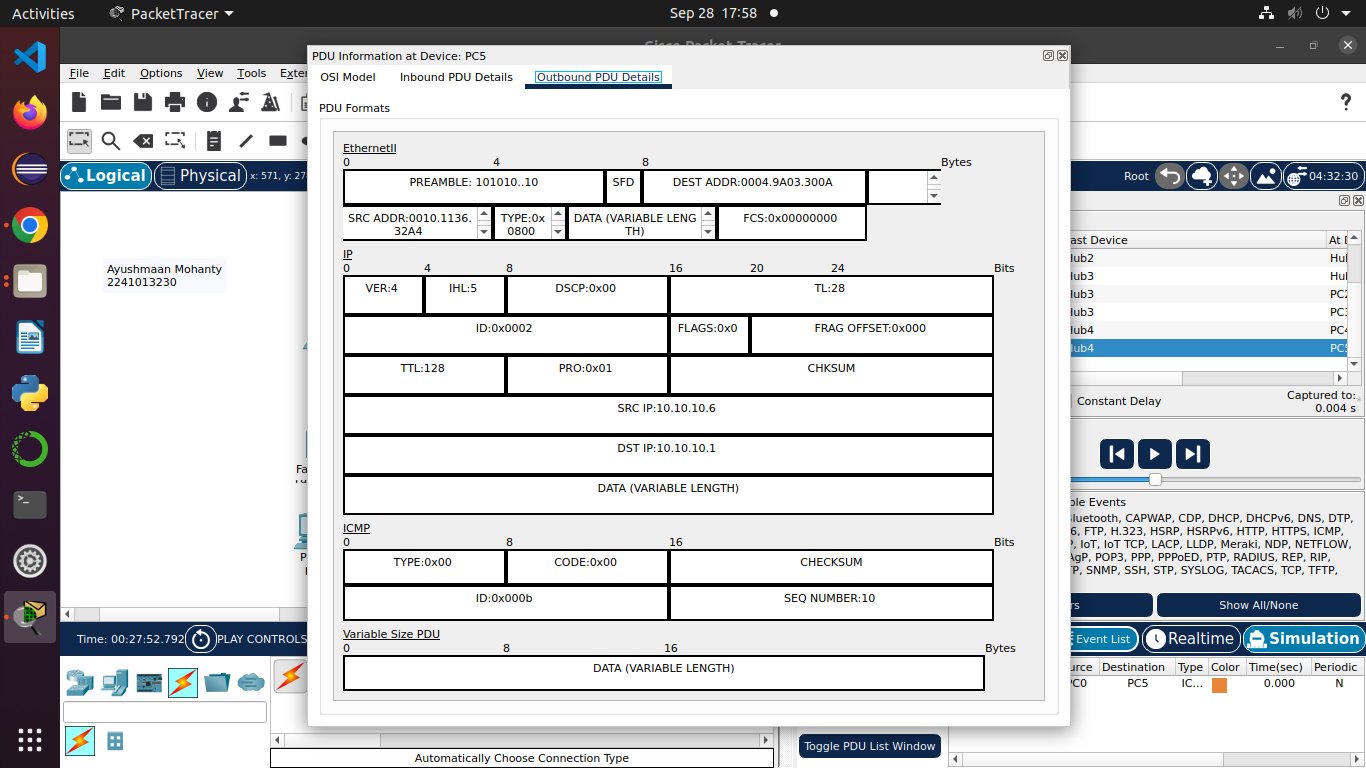 Activities
PacketTracer
Sep 28 17:58
PDU Information at Device: PC5
File Edit Options View Tools
OSI Model Inbound PDU Details Outbound PDU Details
PDU Formats
EthernetII
0 4 8 Bytes
PREAMBLE: 101010..10 SFD DEST ADDR:0004.9A03.300A
SRC ADDR:0010.1136.
32A4
TYPE:0x
0800
DATA (VARIABLE LENG
TH)
FCS:0x00000000
IP
0 4 8 16 20 24 Bits
VER:4 IHL:5 DSCP:0x00 TL:28
ID:0x0002 FLAGS:0x0 FRAG OFFSET:0x000
TTL:128 PRO:0x01 CHKSUM
SRC IP:10.10.10.6
DST IP:10.10.10.1
DATA (VARIABLE LENGTH)
ICMP
0 8 16 Bits
TYPE:0x00 CODE:0x00 CHECKSUM
ID:0x000b SEQ NUMBER:10
Variable Size PDU
0 8 16 Bytes
DATA (VARIABLE LENGTH)
Logical Physical x: 571, y: 27
Root 04:32:30
Ayushmaan Mohanty
2241013230
ast Device At D
Hub2 Hu
Hub3 Hu
Hub3 PC2
Hub3 PC3
Hub4 PC4
Hub4 PC5
Constant Delay
Captured to:
0.004 s
Events
Bluetooth, CAPWAP, CDP, DHCP, DHCPv6, DNS, DTP,
6, FTP, H.323, HSRP, HSRPv6, HTTP, HTTPS, ICMP,
P, IoT, IoT TCP, LACP, LLDP, Meraki, NDP, NETFLOW,
AgP, POP3, PPP, PPPoED, PTP, RADIUS, REP, RIP,
P, SNMP, SSH, STP, SYSLOG, TACACS, TCP, TFTP,
Show All/None
Time: 00:27:52.792 PLAY CONTROLS
Event List Realtime Simulation
Destination Type Color Time(sec) Periodic
PC0 PC5 IC... 0.000 N
Toggle PDU List Window
Automatically Choose Connection Type